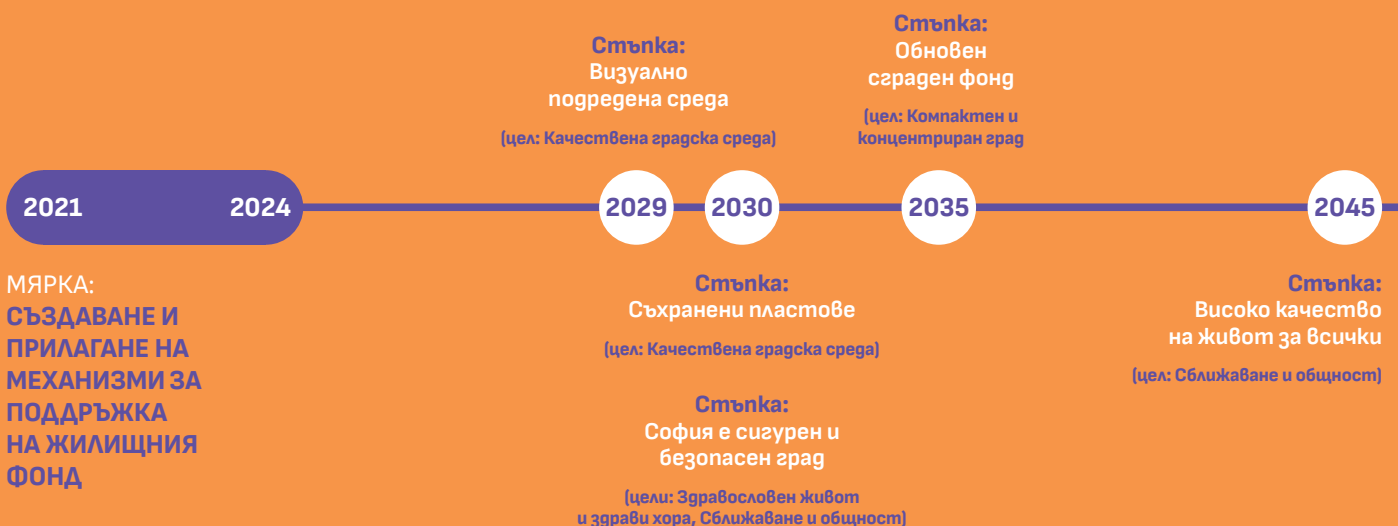 Стъпка:
Визуално
подредена среда
(цел: Качествена градска среда)
Стъпка:
Обновен
сграден фонд
(цел: Компактен и
концентриран град
2021 2024 2029 2030 2035 2045
МЯРКА:
СЪЗДАВАНЕ И
ПРИЛАГАНЕ НА
МЕХАНИЗМИ ЗА
ПОДДРЪЖКА
НА ЖИЛИЩНИЯ
ФОНД
Стъпка:
Съхранени пластове
(цел: Качествена градска среда)
Стъпка:
София е сигурен и
безопасен град
(цели: Здравословен живот
и здрави хора, Сближаване и общност)
Стъпка:
Високо качество
на живот за всички
(цел: Сближаване и общност)